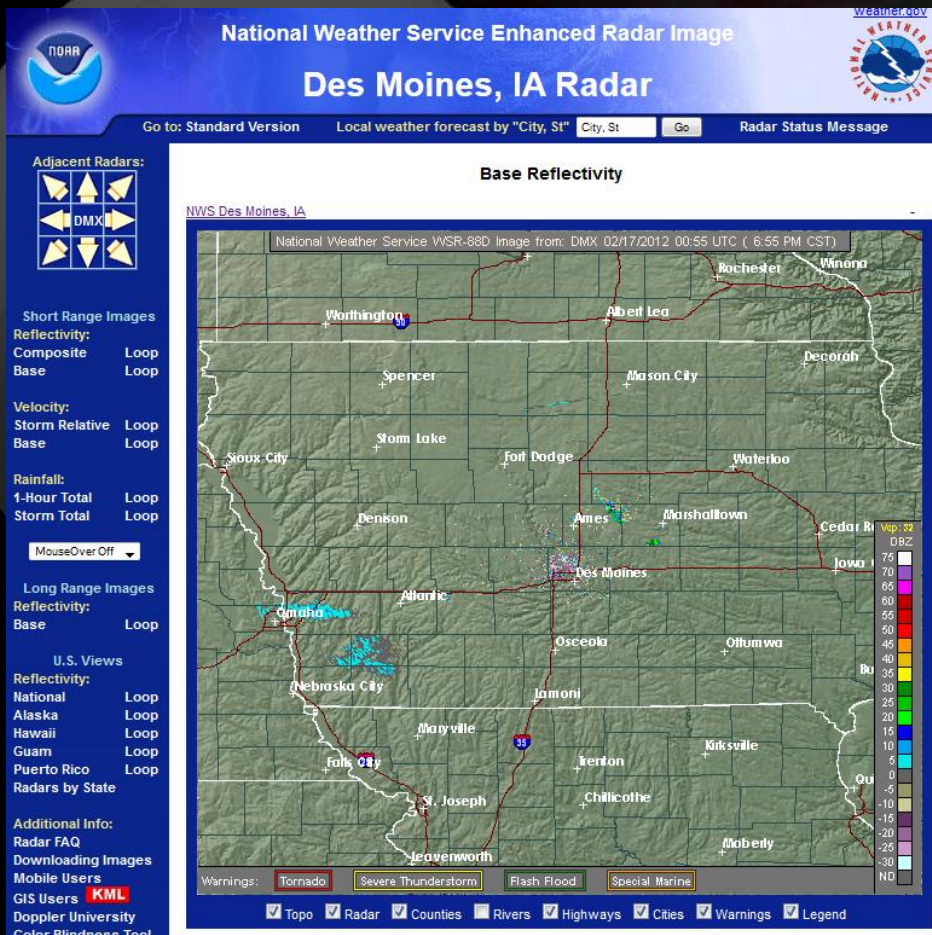 weather.gov
NOAA
National Weather Service Enhanced Radar Image
NATIONAL WEATHER SERVICE
Des Moines, IA Radar
Go to: Standard Version Local weather forecast by "City, St" City, St Go Radar Status Message
Adjacent Radars:
DMX
Base Reflectivity
NWS Des Moines, IA -
National Weather Service WSR-88D Image from: DMX 02/17/2012 00:55 UTC ( 6:55 PM CST)
Short Range Images
Reflectivity:
Composite Loop
Base Loop
Velocity:
Storm Relative Loop
Base Loop
Rainfall:
1-Hour Total Loop
Storm Total Loop
MouseOver Off
Long Range Images
Reflectivity:
Base Loop
U.S. Views
Reflectivity:
National Loop
Alaska Loop
Hawaii Loop
Guam Loop
Puerto Rico Loop
Radars by State
Additional Info:
Radar FAQ
Downloading Images
Mobile Users
GIS Users KML
Doppler University
Color Blindness Tool
Rochester Winona
Worthington 90 Albert Lea
Decorah
Spencer Mason City
Storm Lake
Sioux City Fort Dodge Waterloo
Denison Ames Marshalltown
Cedar R
Iowa C
Des Moines
Atlantic
Omaha
Osceola Ottumwa
Bu
Nebraska City Lamoni
Maryville
35 Kirksville
Falls City Trenton
Qui
St. Joseph Chillicothe
Moberly
Leavenworth
Vcp: 32
DBZ
75
70
65
60
55
50
45
40
35
30
25
20
15
10
5
0
-5
-10
-15
-20
-25
-30
ND
Warnings: Tornado Severe Thunderstorm Flash Flood Special Marine
Topo Radar Counties Rivers Highways Cities Warnings Legend